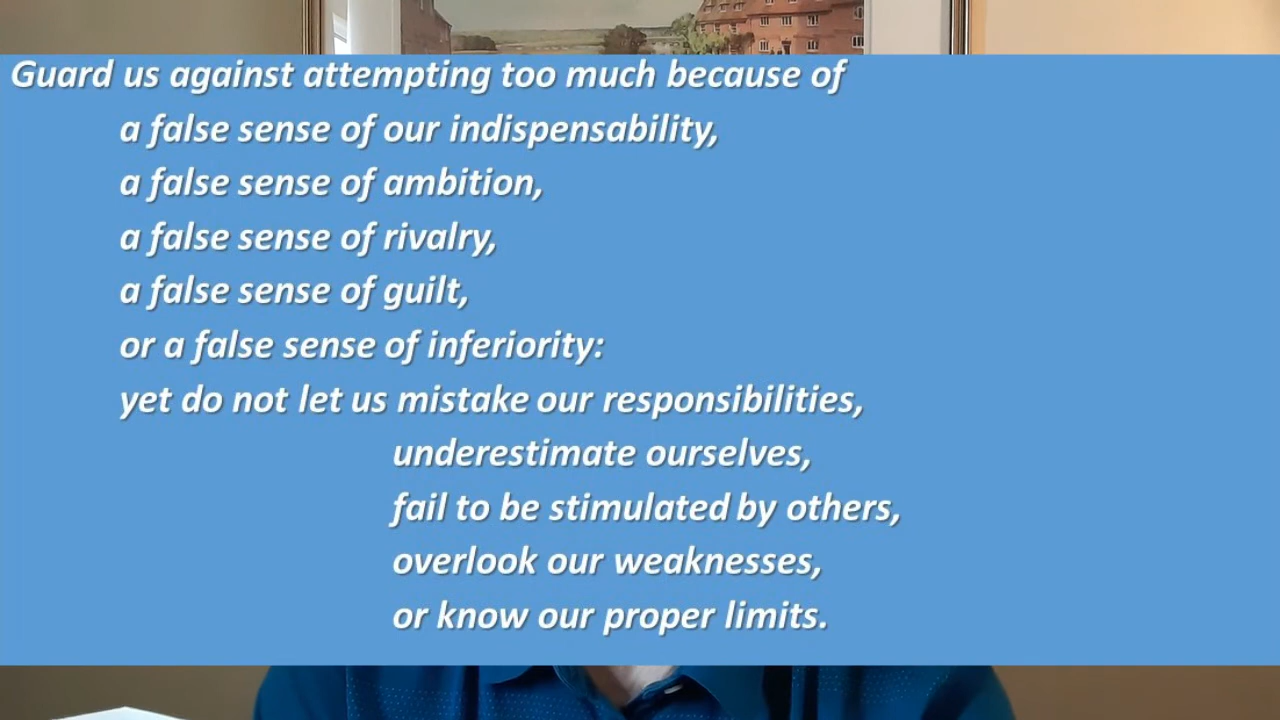 Guard us against attempting too much because of
a false sense of our indispensability,
a false sense of ambition,
a false sense of rivalry,
a false sense of guilt,
or a false sense of inferiority:
yet do not let us mistake our responsibilities,
underestimate ourselves,
fail to be stimulated by others,
overlook our weaknesses,
or know our proper limits.